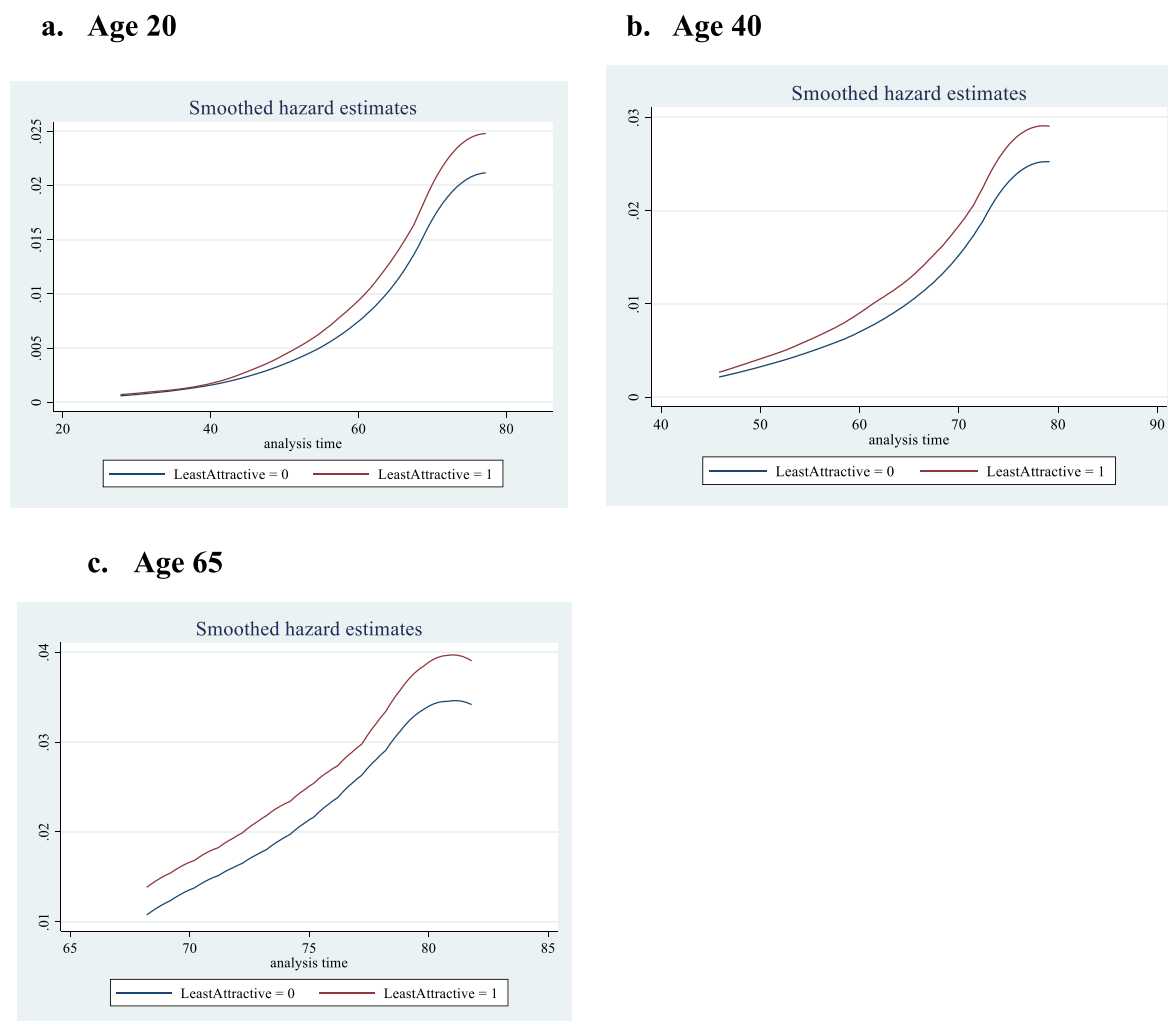 a. Age 20
Smoothed hazard estimates
.025
.02
.015
.01
.005
0
20 40 60 80
analysis time
LeastAttractive = 0 LeastAttractive = 1
b. Age 40
Smoothed hazard estimates
.03
.02
.01
0
40 50 60 70 80 90
analysis time
LeastAttractive = 0 LeastAttractive = 1
c. Age 65
Smoothed hazard estimates
.04
.03
.02
.01
65 70 75 80 85
analysis time
LeastAttractive = 0 LeastAttractive = 1